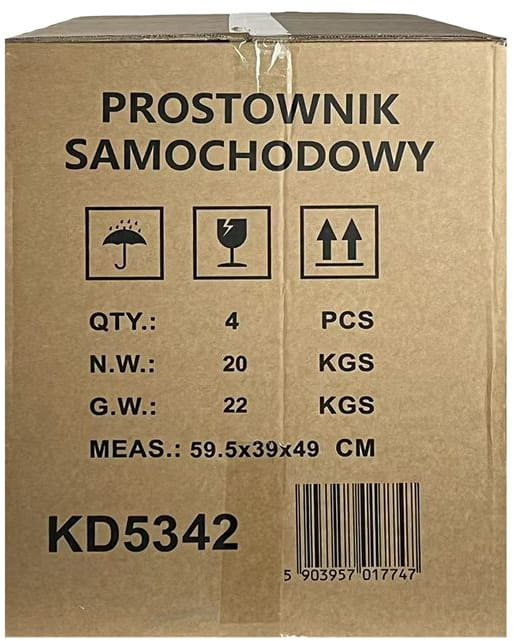 PROSTOWNIK
SAMOCHODOWY
QTY.: 4 PCS
N.W.: 20 KGS
G.W.: 22 KGS
MEAS.: 59.5x39x49 CM
KD5342
5 903957 017747